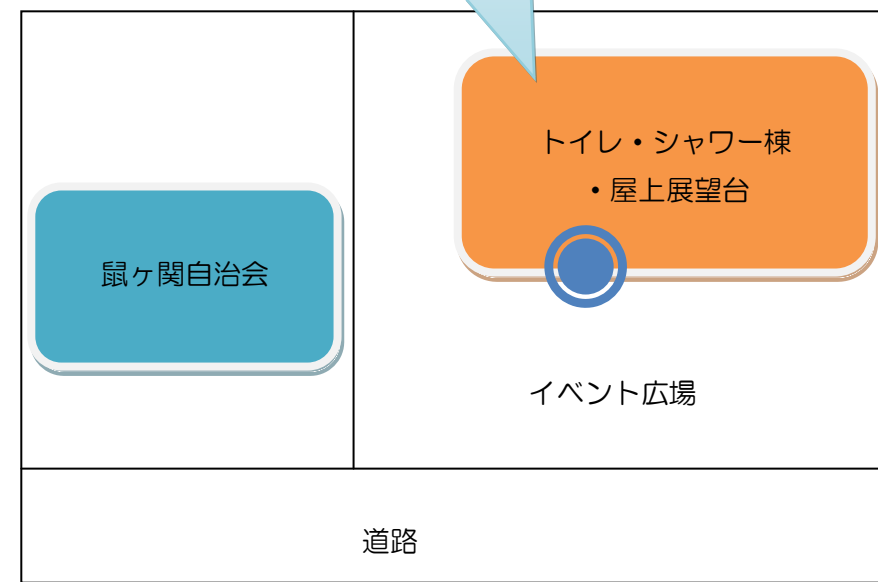 トイレ・シャワー棟
・屋上展望台
鼠ヶ関自治会
イベント広場
道路